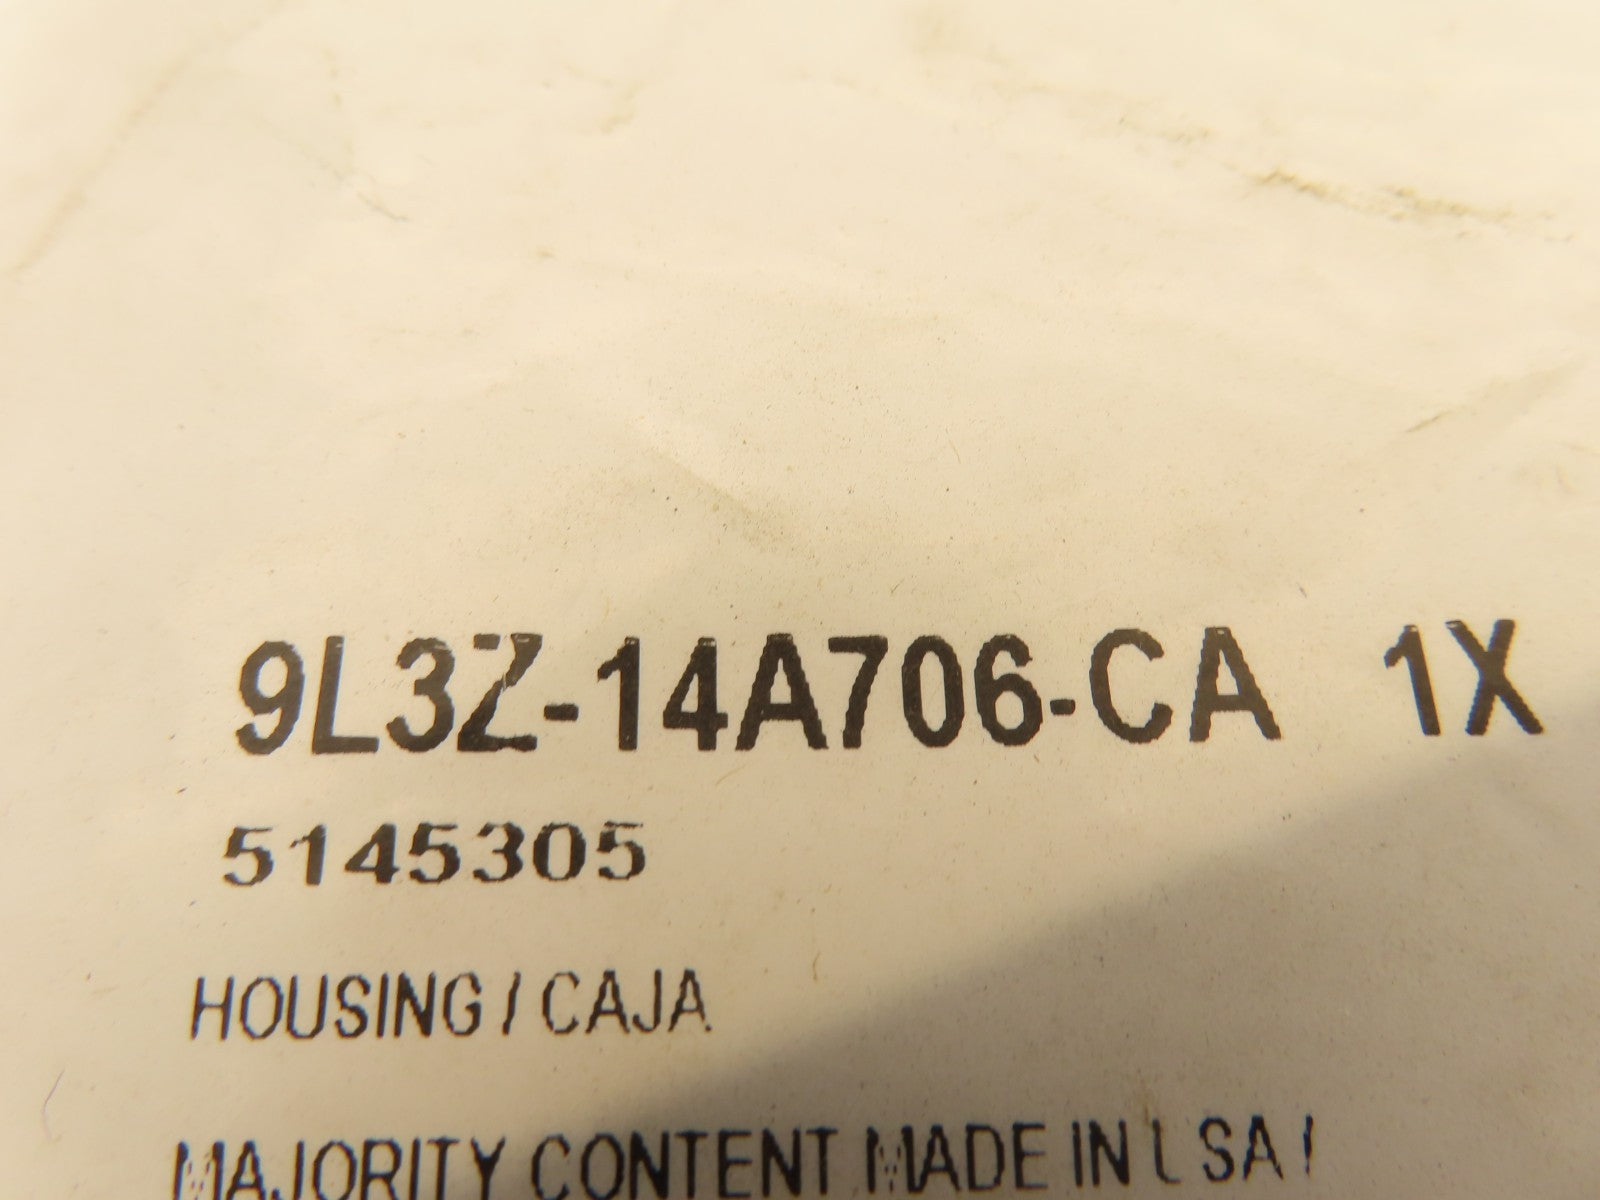 9L3Z-14A706-CA 1X
5145305
HOUSING / CAJA
MAJORITY CONTENT MADE IN USA /